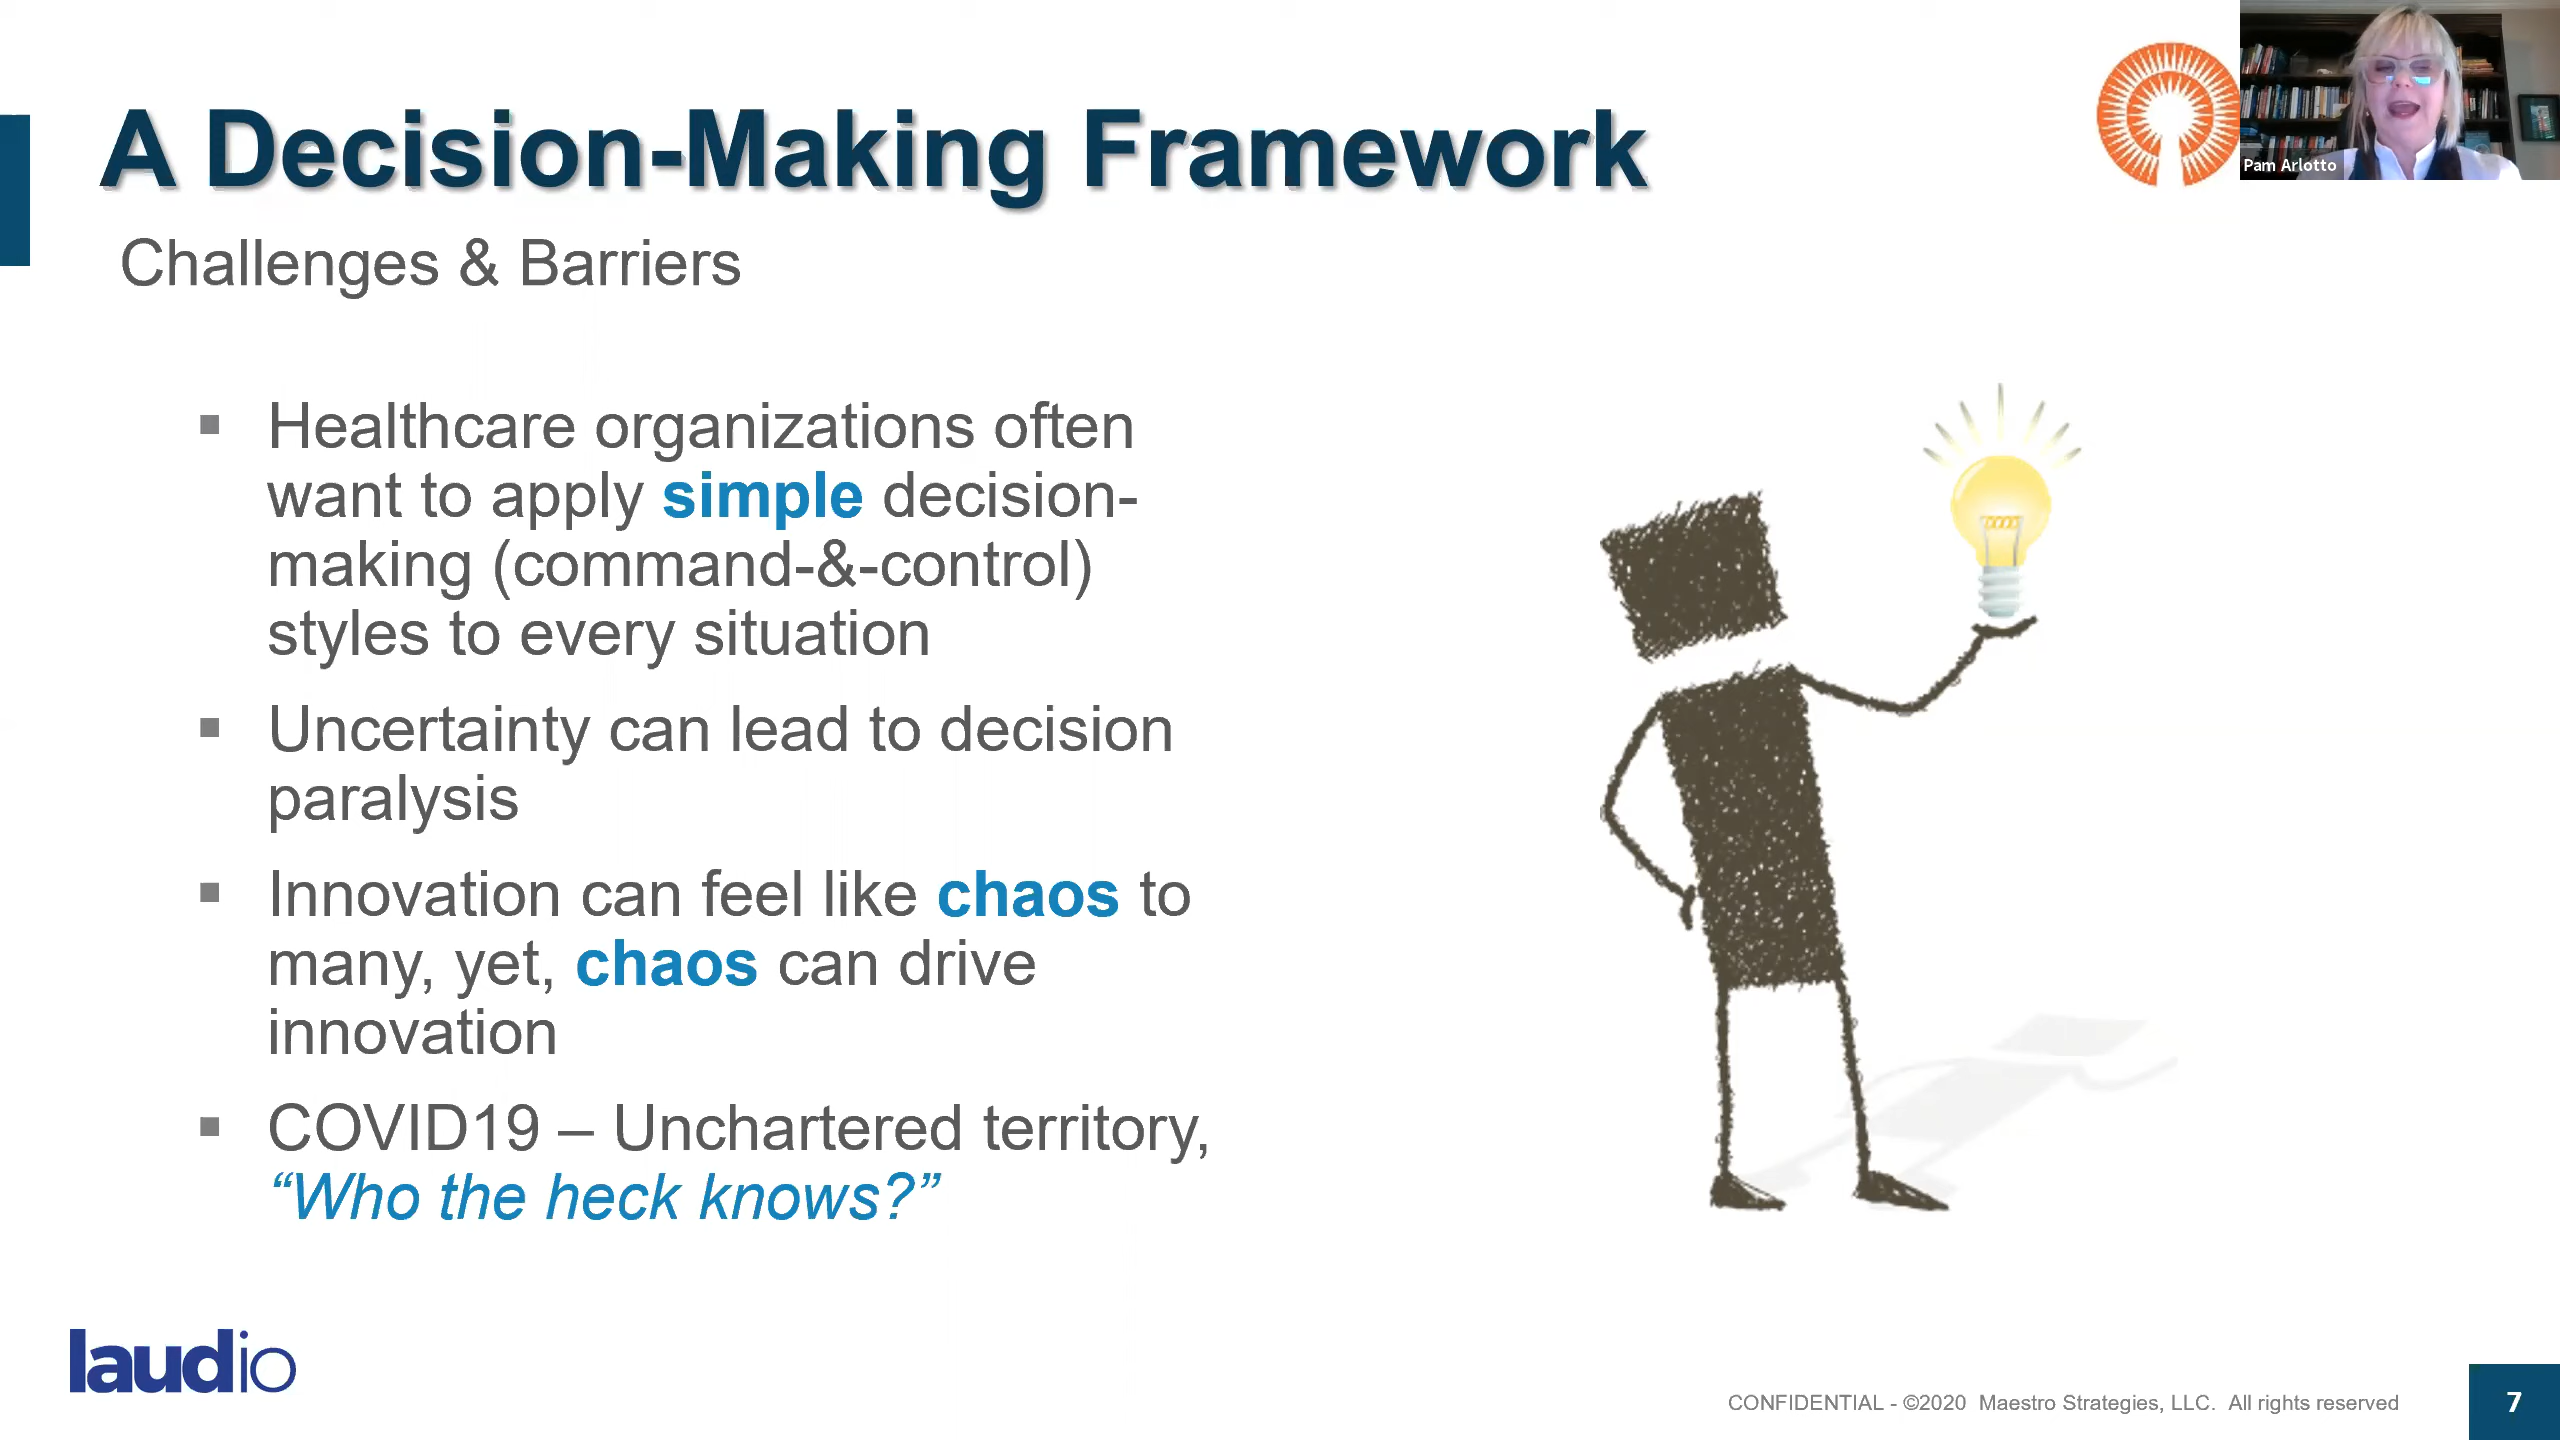 Pam Arlotto
A Decision-Making Framework
Challenges & Barriers
▪ Healthcare organizations often
want to apply simple decision-
making (command-&-control)
styles to every situation
▪ Uncertainty can lead to decision
paralysis
▪ Innovation can feel like chaos to
many, yet, chaos can drive
innovation
▪ COVID19 – Unchartered territory,
“Who the heck knows?”
laudio
CONFIDENTIAL - ©2020 Maestro Strategies, LLC. All rights reserved
7